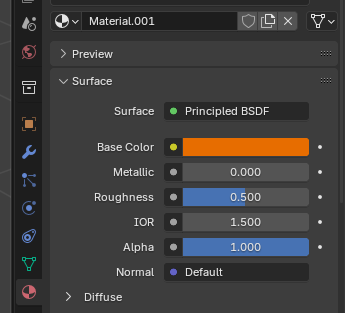 Material.001
Preview
Surface
Surface Principled BSDF
Base Color
Metallic 0.000
Roughness 0.500
IOR 1.500
Alpha 1.000
Normal Default
Diffuse